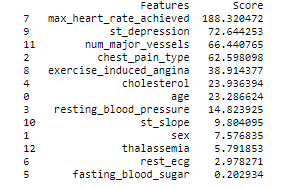 Features Score
7 max_heart_rate_achieved 188.320472
9 st_depression 72.644253
11 num_major_vessels 66.440765
2 chest_pain_type 62.598098
8 exercise_induced_angina 38.914377
4 cholesterol 23.936394
0 age 23.286624
3 resting_blood_pressure 14.823925
10 st_slope 9.804095
1 sex 7.576835
12 thalassemia 5.791853
6 rest_ecg 2.978271
5 fasting_blood_sugar 0.202934